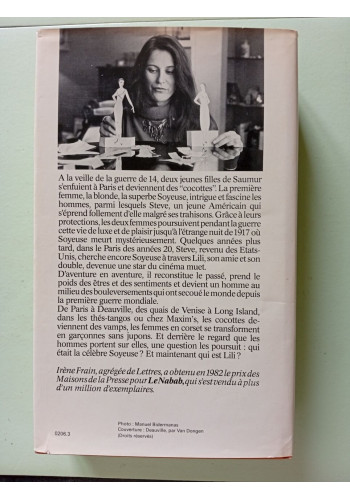 A la veille de la guerre de 14, deux jeunes filles de Saumur
s'enfuient à Paris et deviennent des "cocottes". La première
femme, la blonde, la superbe Soyeuse, intrigue et fascine les
hommes, parmi lesquels Steve, un jeune Américain qui
s'éprend follement d'elle malgré ses trahisons. Grâce à leurs
protections, les deux femmes poursuivent pendant la guerre
cette vie de luxe et de plaisir jusqu'à l'étrange nuit de 1917 où
Soyeuse meurt mystérieusement. Quelques années plus
tard, dans le Paris des années 20, Steve, revenu des Etats-
Unis, cherche encore Soyeuse à travers Lili, son amie et son
double, devenue une star du cinéma muet.
D'aventure en aventure, il reconstitue le passé, prend le
poids des êtres et des sentiments et devient un homme au
milieu des bouleversements qui ont secoué le monde depuis
la première guerre mondiale.
De Paris à Deauville, des quais de Venise à Long Island,
dans les thés-tangos ou chez Maxim's, les cocottes de-
viennent des vamps, les femmes en corset se transforment
en garçonnes sans jupons. Et derrière le regard que les
hommes portent sur elles, une question les poursuit : qui
était la célèbre Soyeuse ? Et maintenant qui est Lili ?
Irène Frain, agrégée de Lettres, a obtenu en 1982 le prix des
Maisons de la Presse pour Le Nabab, qui s'est vendu à plus
d'un million d'exemplaires.
Photo : Manuel Bidermanas
Couverture : Deauville, par Van Dongen
(Droits réservés)
6206.3